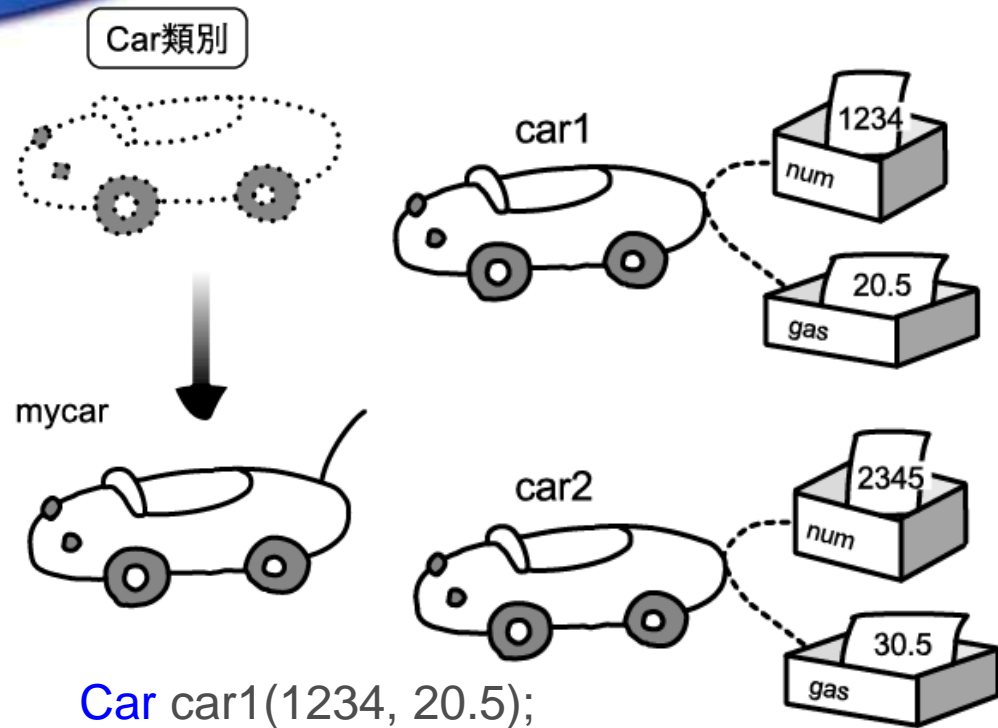 Car類別
mycar
car1
1234
num
20.5
gas
car2
2345
num
30.5
gas
Car car1(1234, 20.5);